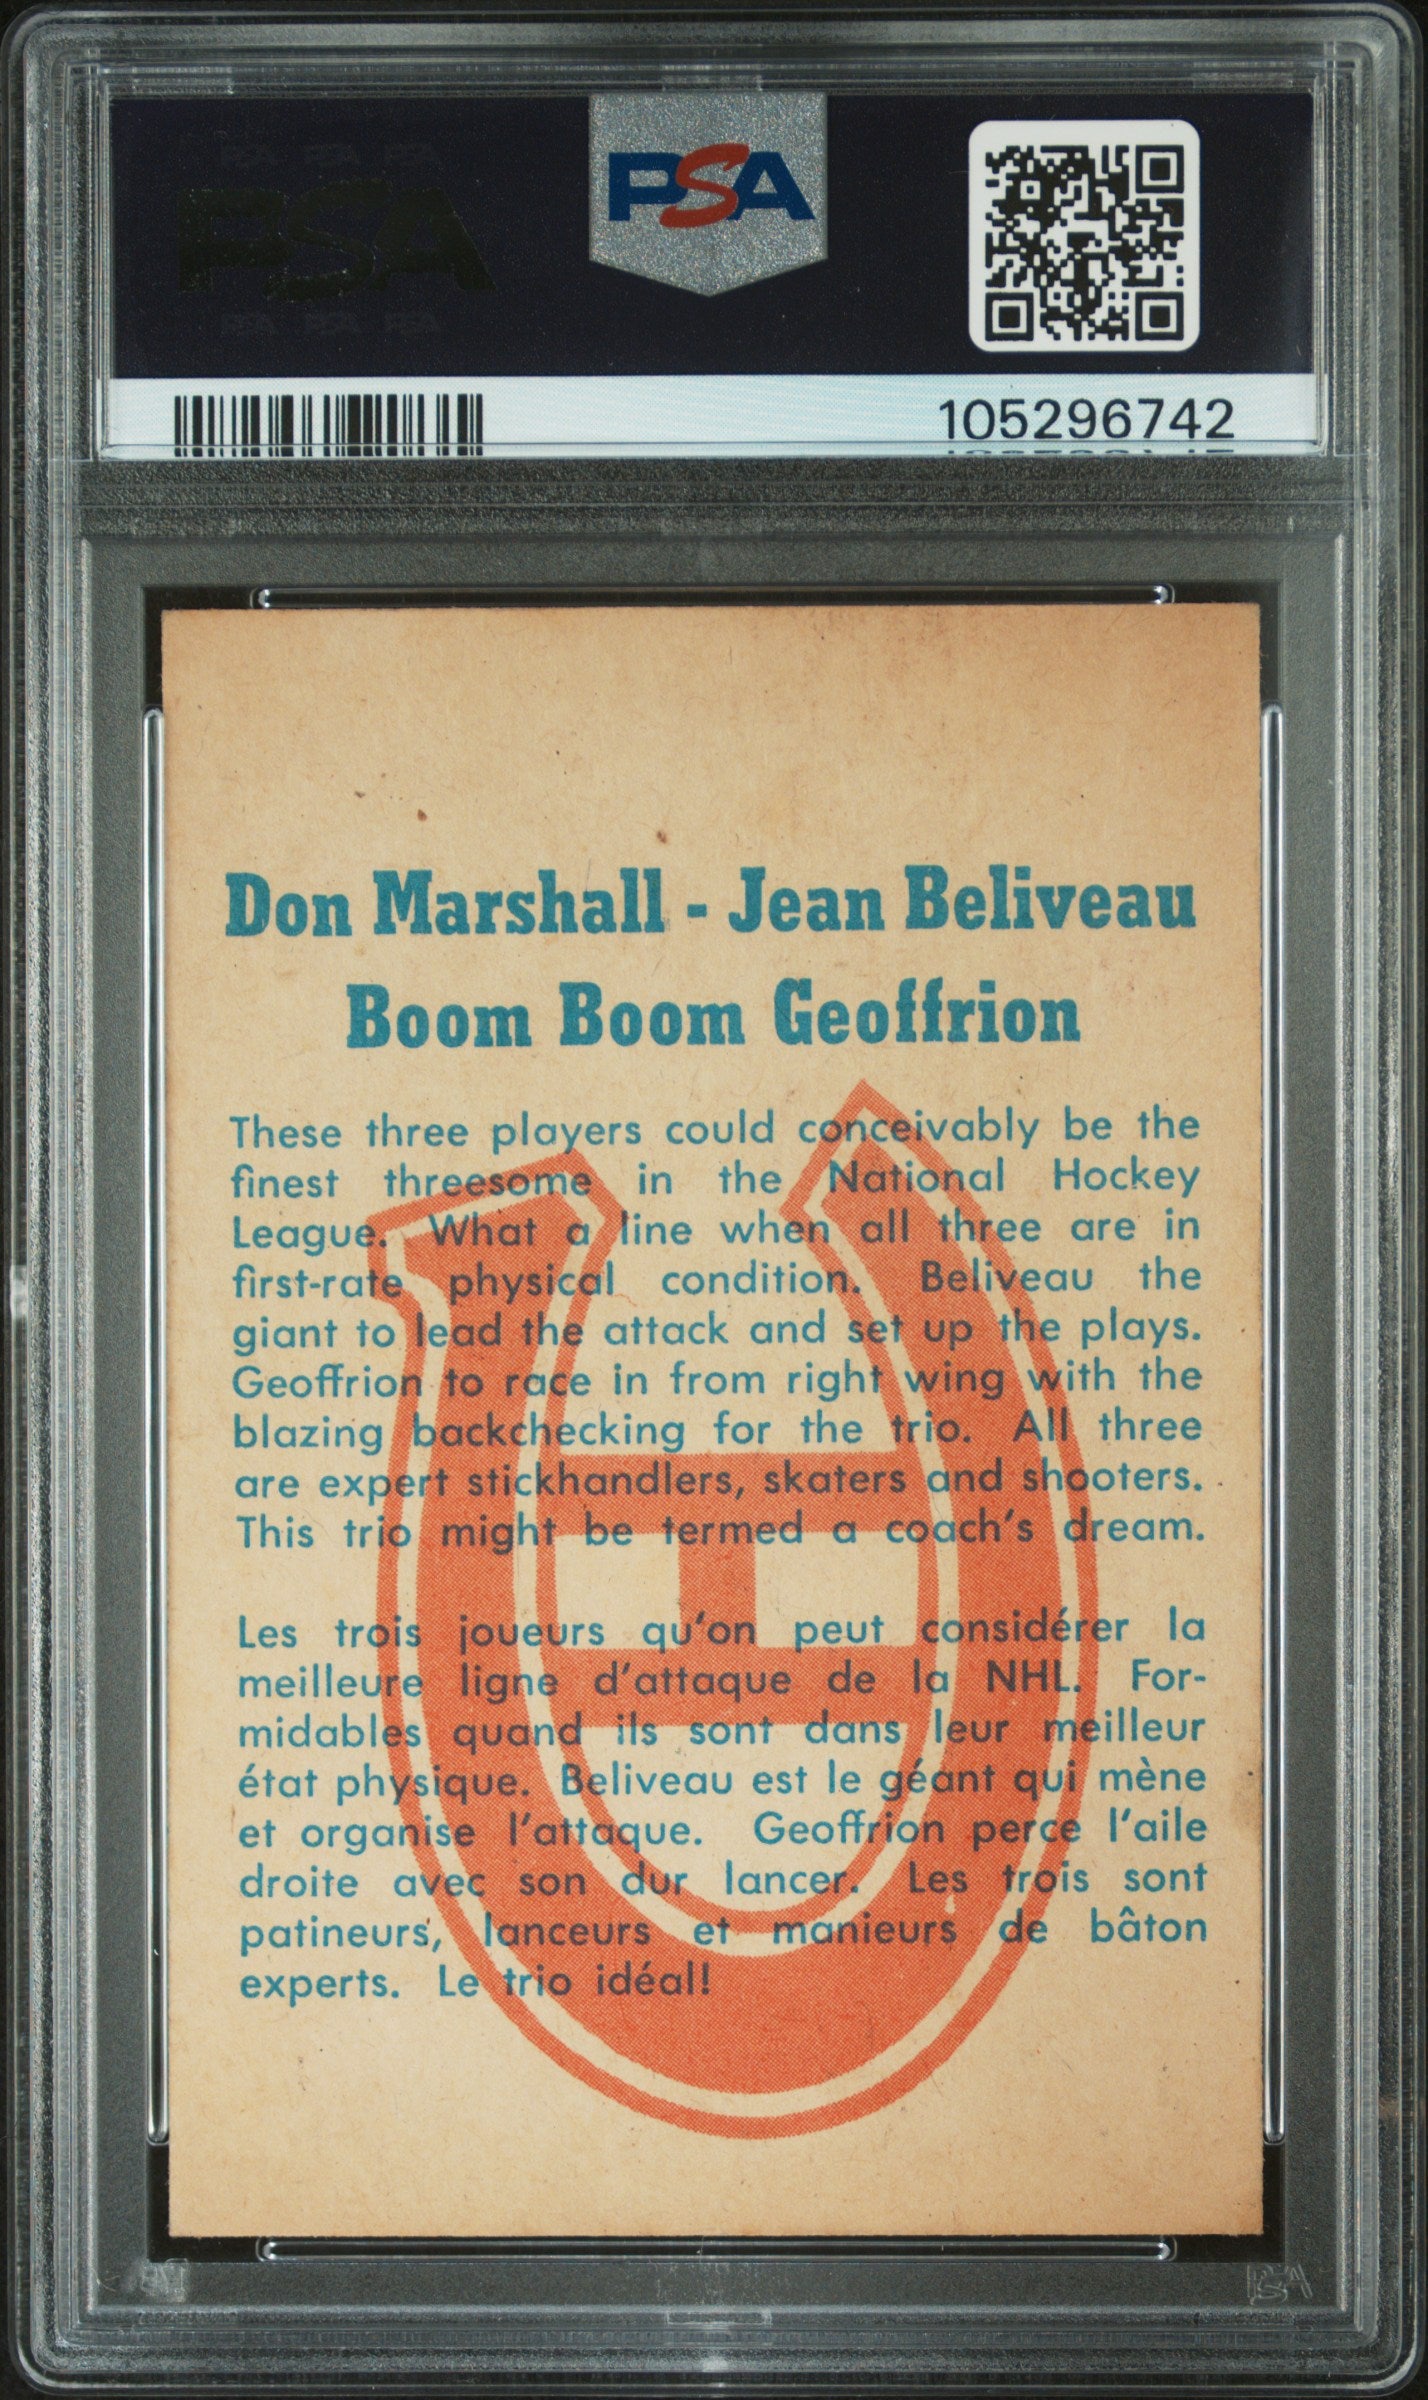 PSA
PSA
105296742
Don Marshall - Jean Beliveau
Boom Boom Geoffrion
These three players could conceivably be the
finest threesome in the National Hockey
League. What a line when all three are in
first-rate physical condition. Beliveau the
giant to lead the attack and set up the plays.
Geoffrion to race in from right wing with the
blazing backchecking for the trio. All three
are expert stickhandlers, skaters and shooters.
This trio might be termed a coach's dream.
Les trois joueurs qu'on peut considérer la
meilleure ligne d'attaque de la NHL. For-
midables quand ils sont dans leur meilleur
état physique. Beliveau est le géant qui mène
et organise l'attaque. Geoffrion perce l'aile
droite avec son dur lancer. Les trois sont
patineurs, lanceurs et manieurs de bâton
experts. Le trio idéal!
PSA